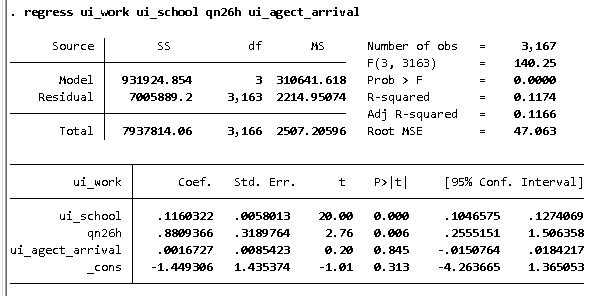 . regress ui_work ui_school qn26h ui_agect_arrival
Source SS df MS Number of obs = 3,167
F(3, 3163) = 140.25
Model 931924.854 3 310641.618 Prob > F = 0.0000
Residual 7005889.2 3,163 2214.95074 R-squared = 0.1174
Adj R-squared = 0.1166
Total 7937814.06 3,166 2507.20596 Root MSE = 47.063
ui_work Coef. Std. Err. t P>|t| [95% Conf. Interval]
ui_school .1160322 .0058013 20.00 0.000 .1046575 .1274069
qn26h .8809366 .3189764 2.76 0.006 .2555151 1.506358
ui_agect_arrival .0016727 .0085423 0.20 0.845 -.0150764 .0184217
_cons -1.449306 1.435374 -1.01 0.313 -4.263665 1.365053